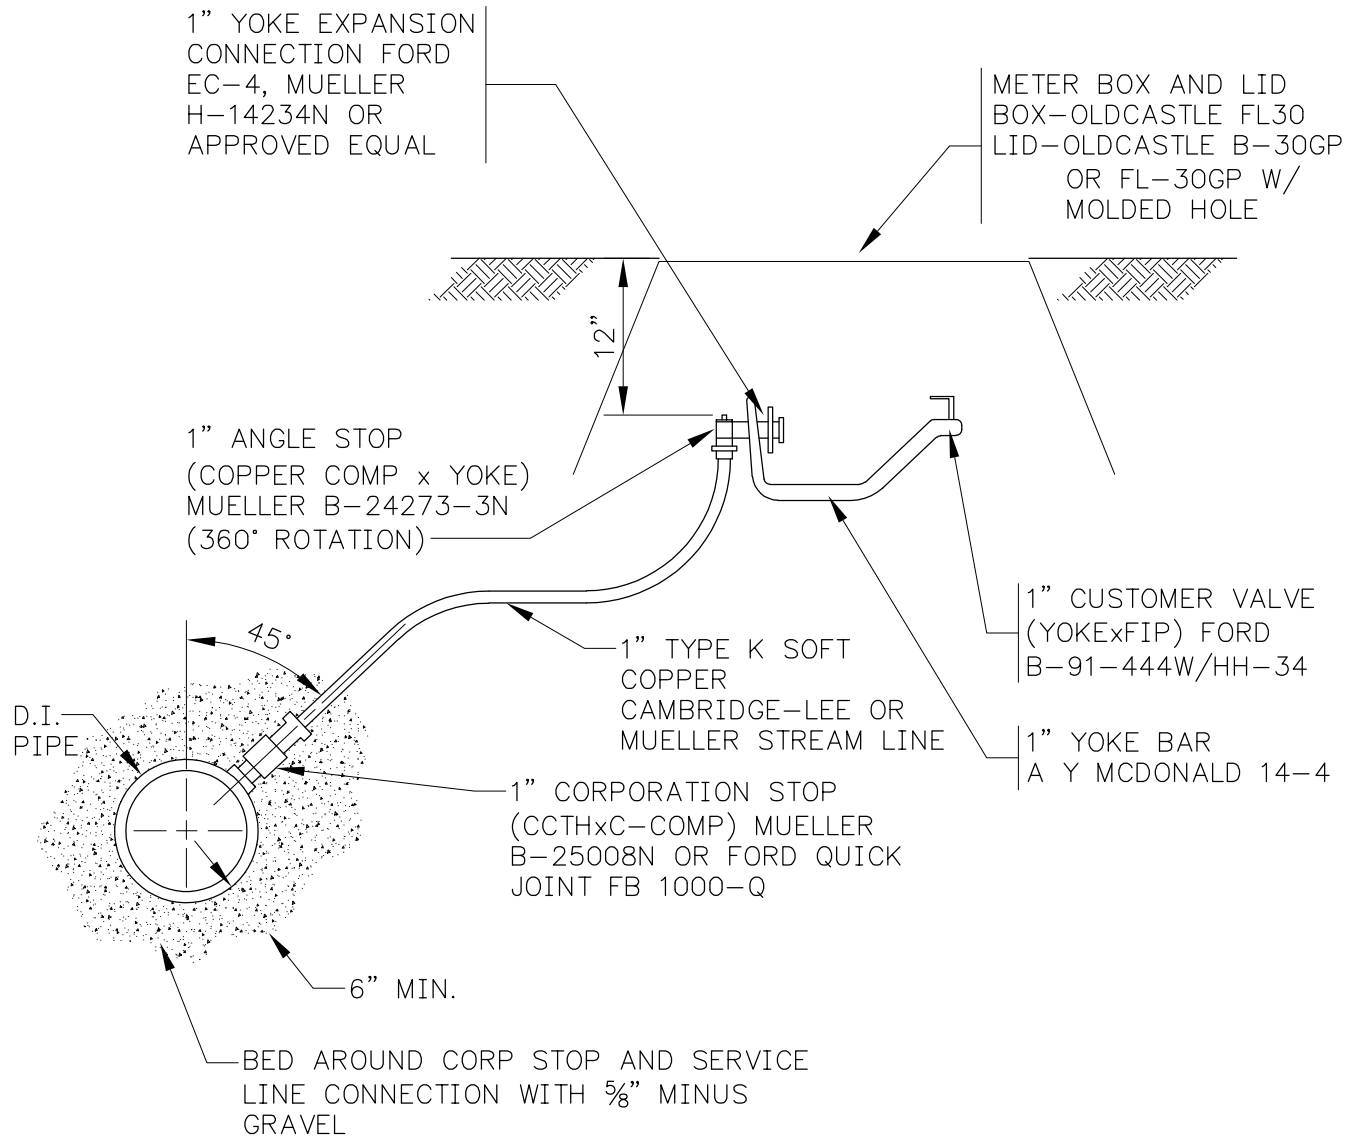 1" YOKE EXPANSION
CONNECTION FORD
EC-4, MUELLER
H-14234N OR
APPROVED EQUAL
METER BOX AND LID
BOX-OLDCASTLE FL30
LID-OLDCASTLE B-30GP
OR FL-30GP W/
MOLDED HOLE
12"
1" ANGLE STOP
(COPPER COMP x YOKE)
MUELLER B-24273-3N
(360° ROTATION)
45°
1" TYPE K SOFT
COPPER
CAMBRIDGE-LEE OR
MUELLER STREAM LINE
1" CUSTOMER VALVE
(YOKExFIP) FORD
B-91-444W/HH-34
1" YOKE BAR
A Y MCDONALD 14-4
D.I.
PIPE
1" CORPORATION STOP
(CCTHxC-COMP) MUELLER
B-25008N OR FORD QUICK
JOINT FB 1000-Q
6" MIN.
BED AROUND CORP STOP AND SERVICE
LINE CONNECTION WITH ⅝" MINUS
GRAVEL